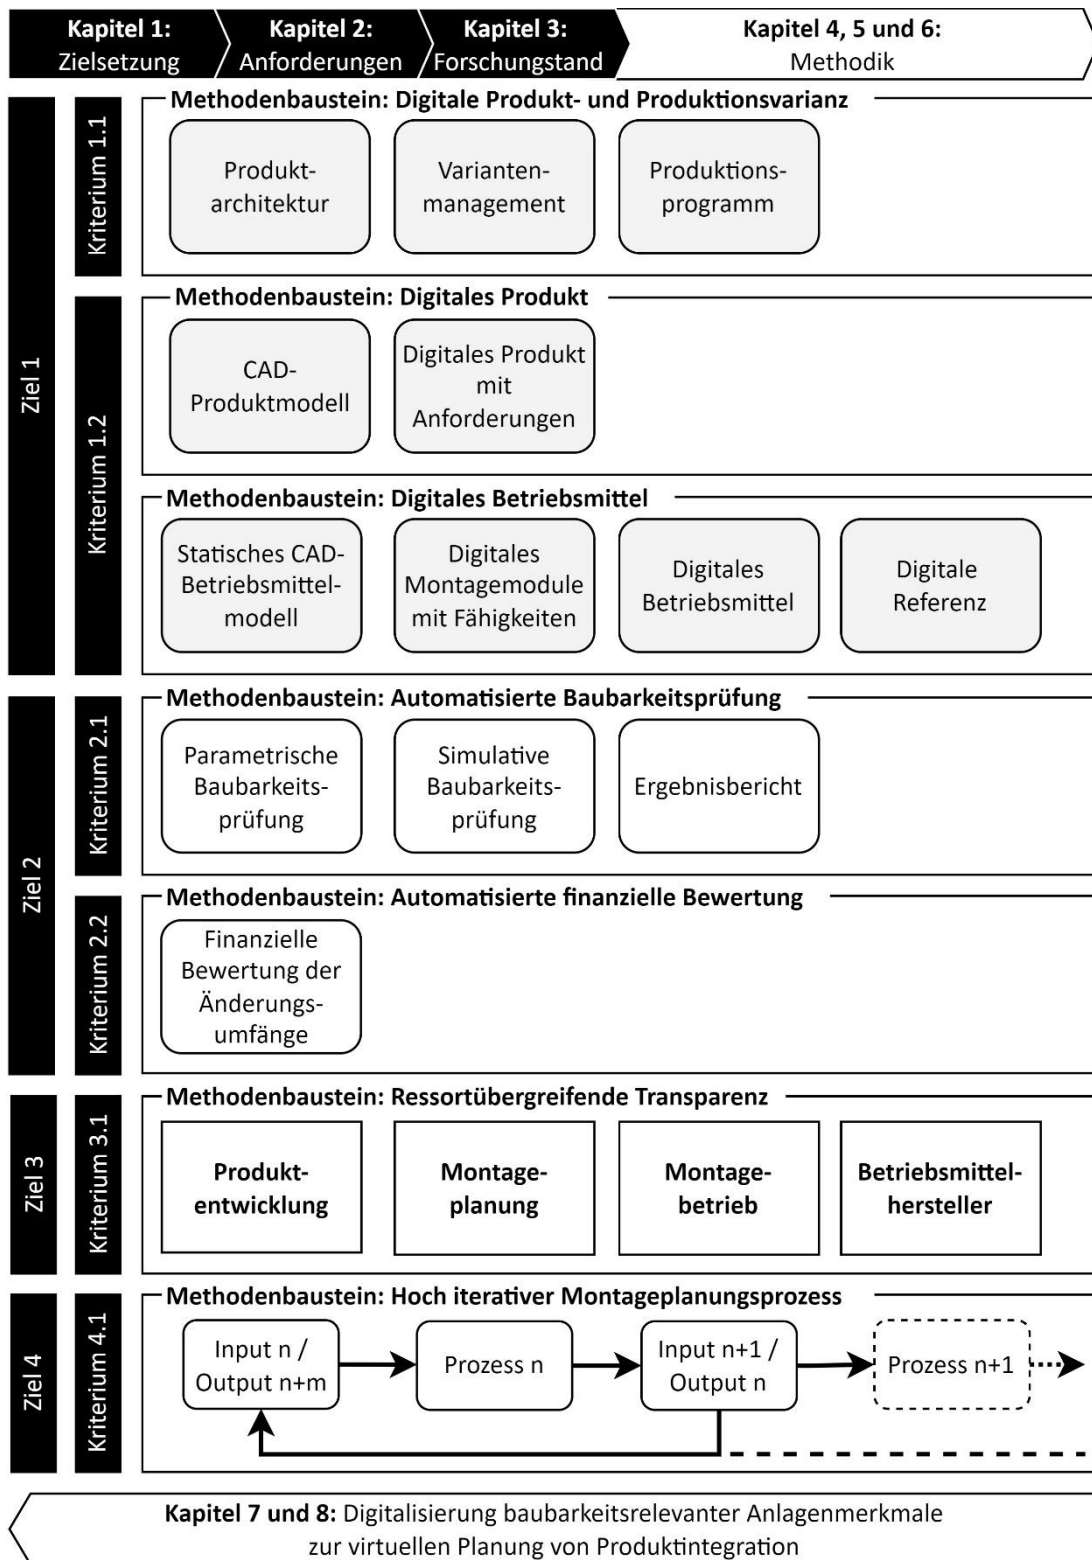 Kapitel 1:
Zielsetzung
Kapitel 2:
Anforderungen
Kapitel 3:
Forschungstand
Kapitel 4, 5 und 6:
Methodik
Ziel 1
Kriterium 1.1
Methodenbaustein: Digitale Produkt- und Produktionsvarianz
Produkt-
architektur
Varianten-
management
Produktions-
programm
Kriterium 1.2
Methodenbaustein: Digitales Produkt
CAD-
Produktmodell
Digitales Produkt
mit
Anforderungen
Methodenbaustein: Digitales Betriebsmittel
Statisches CAD-
Betriebsmittel-
modell
Digitales
Montagemodule
mit Fähigkeiten
Digitales
Betriebsmittel
Digitale
Referenz
Ziel 2
Kriterium 2.1
Methodenbaustein: Automatisierte Baubarkeitsprüfung
Parametrische
Baubarkeits-
prüfung
Simulative
Baubarkeits-
prüfung
Ergebnisbericht
Kriterium 2.2
Methodenbaustein: Automatisierte finanzielle Bewertung
Finanzielle
Bewertung der
Änderungs-
umfänge
Ziel 3
Kriterium 3.1
Methodenbaustein: Ressortübergreifende Transparenz
Produkt-
entwicklung
Montage-
planung
Montage-
betrieb
Betriebsmittel-
hersteller
Ziel 4
Kriterium 4.1
Methodenbaustein: Hoch iterativer Montageplanungsprozess
Input n /
Output n+m
Prozess n
Input n+1 /
Output n
Prozess n+1
Kapitel 7 und 8: Digitalisierung baubarkeitsrelevanter Anlagenmerkmale
zur virtuellen Planung von Produktintegration